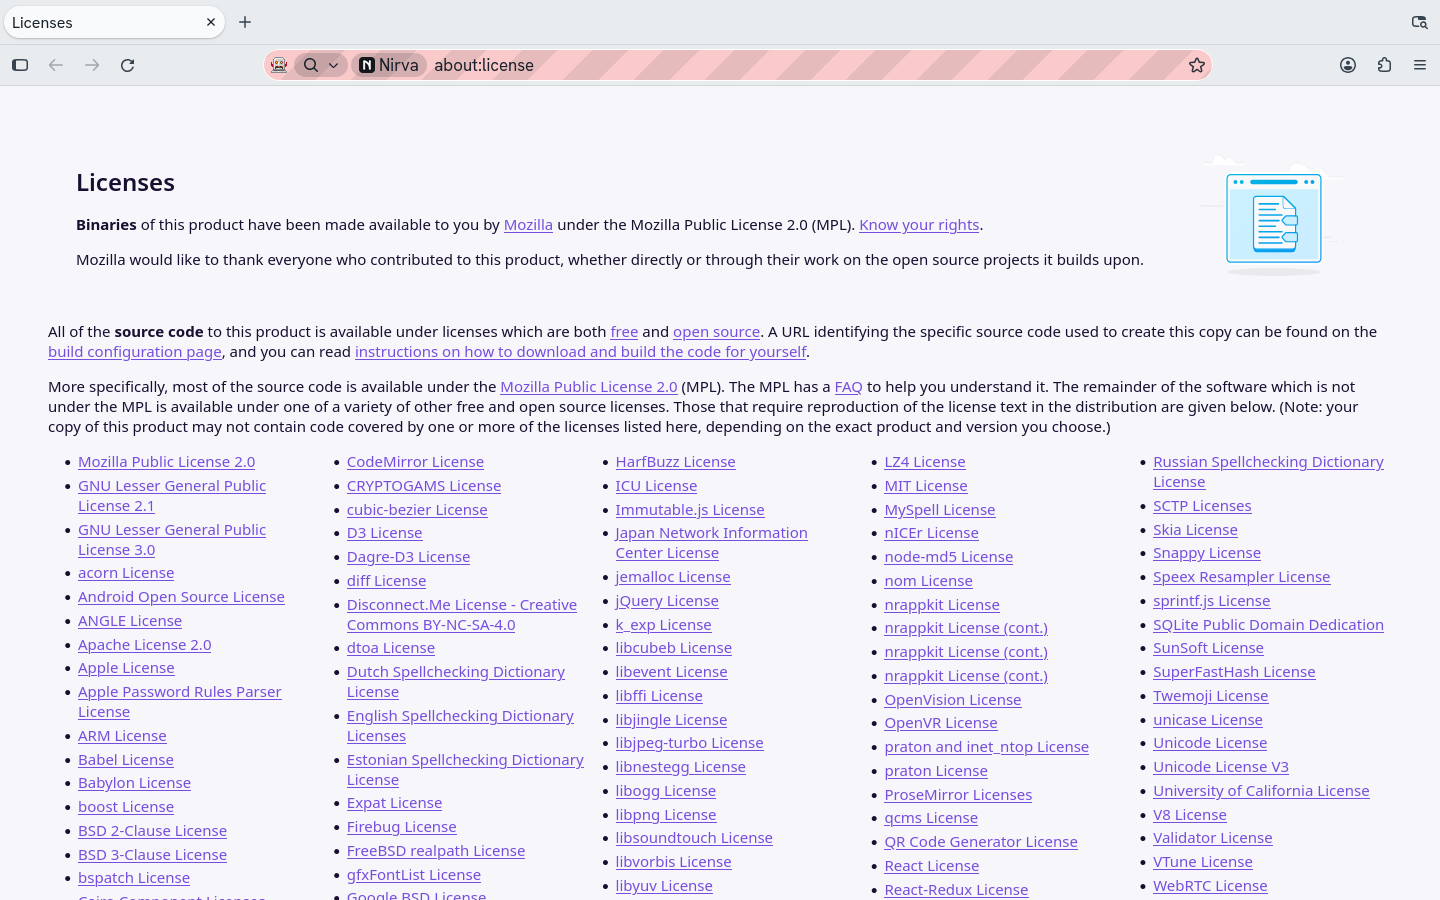 Licenses
Nirva
about:license
Licenses
Binaries of this product have been made available to you by Mozilla under the Mozilla Public License 2.0 (MPL). Know your rights.
Mozilla would like to thank everyone who contributed to this product, whether directly or through their work on the open source projects it builds upon.
All of the source code to this product is available under licenses which are both free and open source. A URL identifying the specific source code used to create this copy can be found on the
build configuration page, and you can read instructions on how to download and build the code for yourself.
More specifically, most of the source code is available under the Mozilla Public License 2.0 (MPL). The MPL has a FAQ to help you understand it. The remainder of the software which is not
under the MPL is available under one of a variety of other free and open source licenses. Those that require reproduction of the license text in the distribution are given below. (Note: your
copy of this product may not contain code covered by one or more of the licenses listed here, depending on the exact product and version you choose.)
Mozilla Public License 2.0
GNU Lesser General Public
License 2.1
GNU Lesser General Public
License 3.0
acorn License
Android Open Source License
ANGLE License
Apache License 2.0
Apple License
Apple Password Rules Parser
License
ARM License
Babel License
Babylon License
boost License
BSD 2-Clause License
BSD 3-Clause License
bspatch License
Cairo Component Licenses
CodeMirror License
CRYPTOGAMS License
cubic-bezier License
D3 License
Dagre-D3 License
diff License
Disconnect.Me License - Creative
Commons BY-NC-SA-4.0
dtoa License
Dutch Spellchecking Dictionary
License
English Spellchecking Dictionary
Licenses
Estonian Spellchecking Dictionary
License
Expat License
Firebug License
FreeBSD realpath License
gfxFontList License
Google BSD License
HarfBuzz License
ICU License
Immutable.js License
Japan Network Information
Center License
jemalloc License
jQuery License
k_exp License
libcubeb License
libevent License
libffi License
libjingle License
libjpeg-turbo License
libnestegg License
libogg License
libpng License
libsoundtouch License
libvorbis License
libyuv License
LZ4 License
MIT License
MySpell License
nICEr License
node-md5 License
nom License
nrappkit License
nrappkit License (cont.)
nrappkit License (cont.)
nrappkit License (cont.)
OpenVision License
OpenVR License
praton and inet_ntop License
praton License
ProseMirror Licenses
qcms License
QR Code Generator License
React License
React-Redux License
Russian Spellchecking Dictionary
License
SCTP Licenses
Skia License
Snappy License
Speex Resampler License
sprintf.js License
SQLite Public Domain Dedication
SunSoft License
SuperFastHash License
Twemoji License
unicase License
Unicode License
Unicode License V3
University of California License
V8 License
Validator License
VTune License
WebRTC License